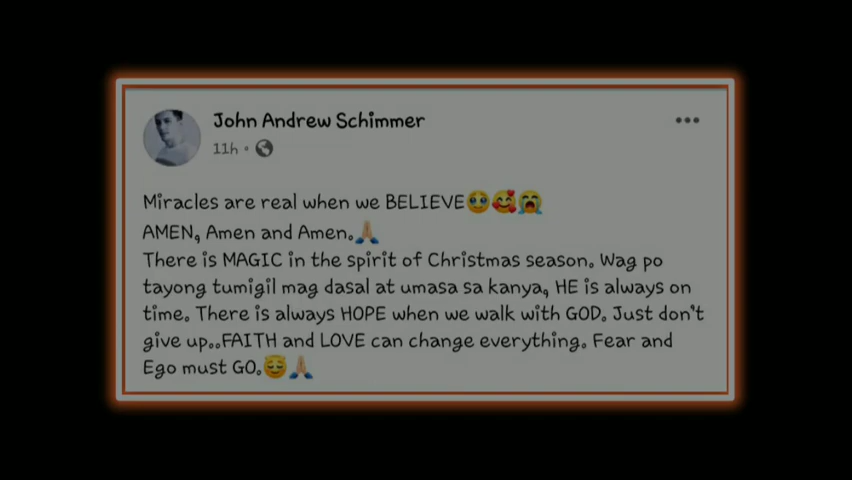 John Andrew Schimmer
11h
Miracles are real when we BELIEVE🥹🥰😭
AMEN, Amen and Amen.🙏🏻
There is MAGIC in the spirit of Christmas season. Wag po
tayong tumigil mag dasal at umasa sa kanya, HE is always on
time. There is always HOPE when we walk with GOD. Just don't
give up..FAITH and LOVE can change everything. Fear and
Ego must GO.😇🙏🏻